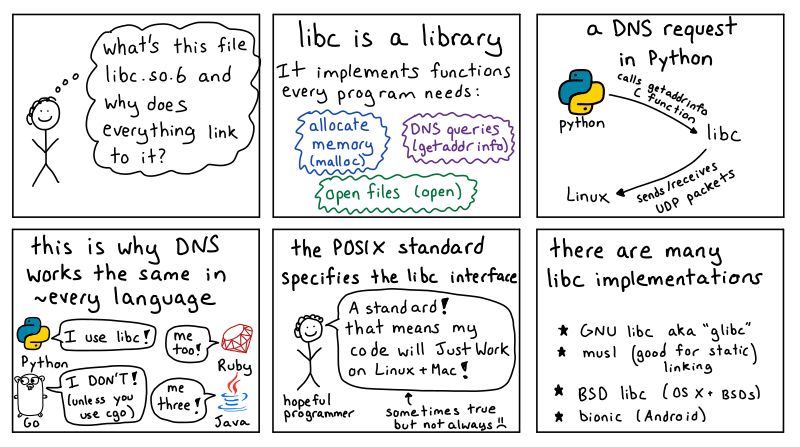 what's this file
libc.so.6 and
why does
everything link
to it?
libc is a library
It implements functions
every program needs:
allocate
memory
(malloc)
DNS queries
(getaddrinfo)
open files (open)
a DNS request
in Python
python
calls getaddrinfo
C function
libc
sends/receives
UDP packets
Linux
this is why DNS
works the same in
~every language
Python
I use libc!
me
too!
Ruby
Go
I DON'T!
(unless you
use cgo)
me
three!
Java
the POSIX standard
specifies the libc interface
A standard!
that means my
code will Just Work
on Linux + Mac!
hopeful
programmer
sometimes true
but not always
there are many
libc implementations
★ GNU libc aka "glibc"
★ musl (good for static)
linking
★ BSD libc (OS X + BSDs)
★ bionic (Android)